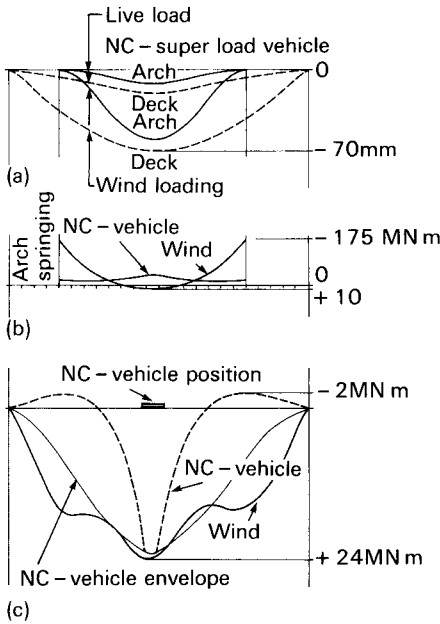 Live load
NC – super load vehicle
Arch
0
Deck
Arch
Deck
– 70mm
(a)
Wind loading
NC – vehicle
Wind
– 175 MN m
Arch
springing
0
+ 10
(b)
NC – vehicle position
– 2MN m
NC – vehicle
Wind
+ 24MN m
NC – vehicle envelope
(c)